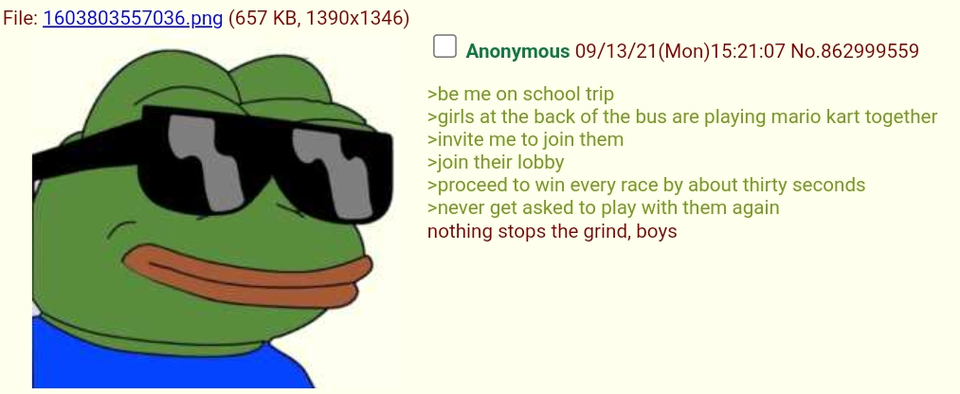 File: 1603803557036.png (657 KB, 1390x1346)
Anonymous 09/13/21(Mon)15:21:07 No.862999559
>be me on school trip
>girls at the back of the bus are playing mario kart together
>invite me to join them
>join their lobby
>proceed to win every race by about thirty seconds
>never get asked to play with them again
nothing stops the grind, boys